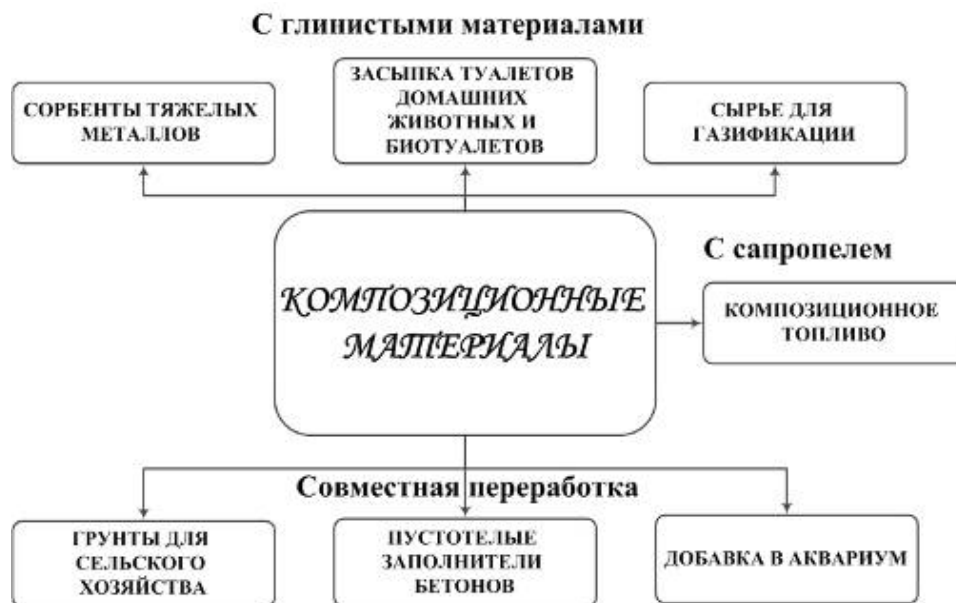 С глинистыми материалами
СОРБЕНТЫ ТЯЖЕЛЫХ
МЕТАЛЛОВ
ЗАСЫПКА ТУАЛЕТОВ
ДОМАШНИХ
ЖИВОТНЫХ И
БИОТУАЛЕТОВ
СЫРЬЕ ДЛЯ
ГАЗИФИКАЦИИ
КОМПОЗИЦИОННЫЕ
МАТЕРИАЛЫ
С сапропелем
КОМПОЗИЦИОННОЕ
ТОПЛИВО
Совместная переработка
ГРУНТЫ ДЛЯ
СЕЛЬСКОГО
ХОЗЯЙСТВА
ПУСТОТЕЛЫЕ
ЗАПОЛНИТЕЛИ
БЕТОНОВ
ДОБАВКА В АКВАРИУМ